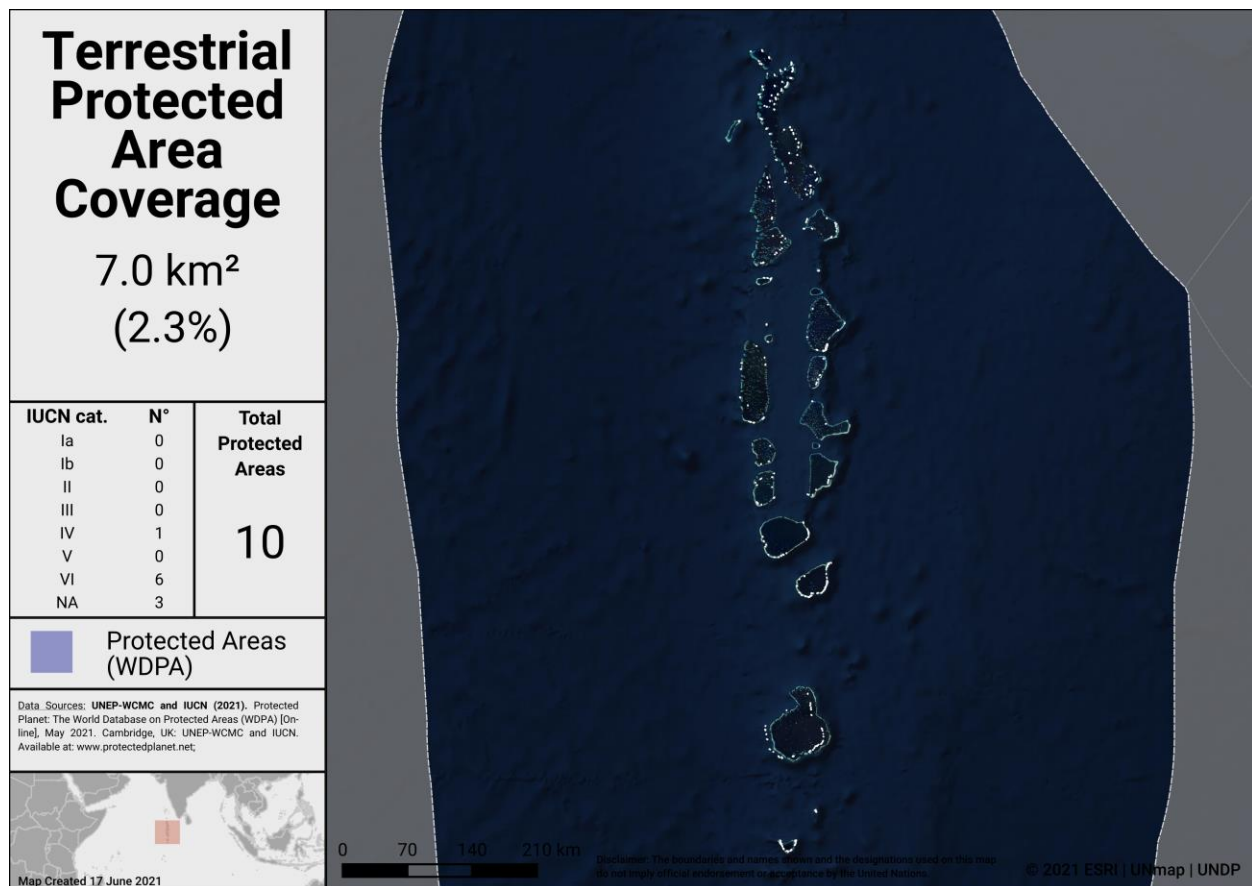 Terrestrial
Protected
Area
Coverage
7.0 km²
(2.3%)
IUCN cat. N°
Ia 0
Ib 0
II 0
III 0
IV 1
V 0
VI 6
NA 3
Total
Protected
Areas
10
Protected Areas
(WDPA)
Data Sources: UNEP-WCMC and IUCN (2021). Protected
Planet: The World Database on Protected Areas (WDPA) [On-
line], May 2021. Cambridge, UK: UNEP-WCMC and IUCN.
Available at: www.protectedplanet.net;
Map Created 17 June 2021
0 70 140 210 km
Disclaimer: The boundaries and names shown and the designations used on this map
do not imply official endorsement or acceptance by the United Nations.
© 2021 ESRI | UNmap | UNDP